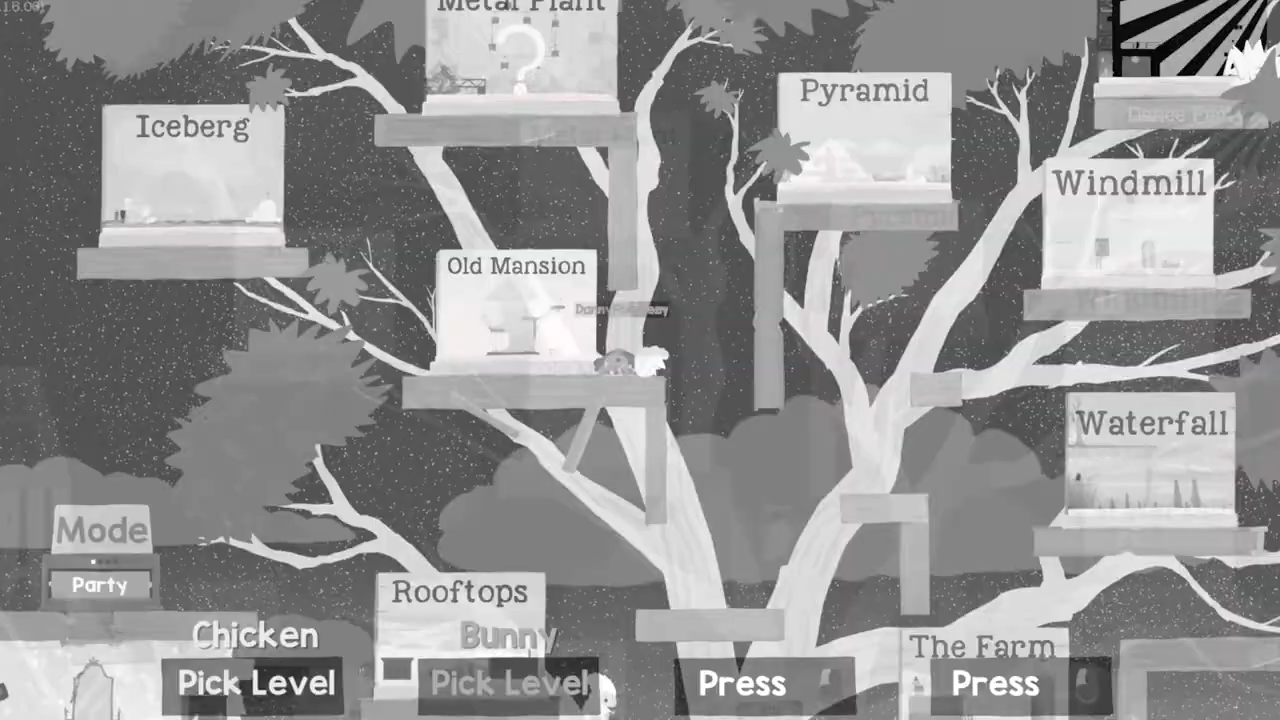 Metal Plant
Pyramid
Iceberg
Windmill
Old Mansion
Waterfall
Mode
Party
Rooftops
The Farm
Chicken
Bunny
Pick Level
Pick Level
Press
Press